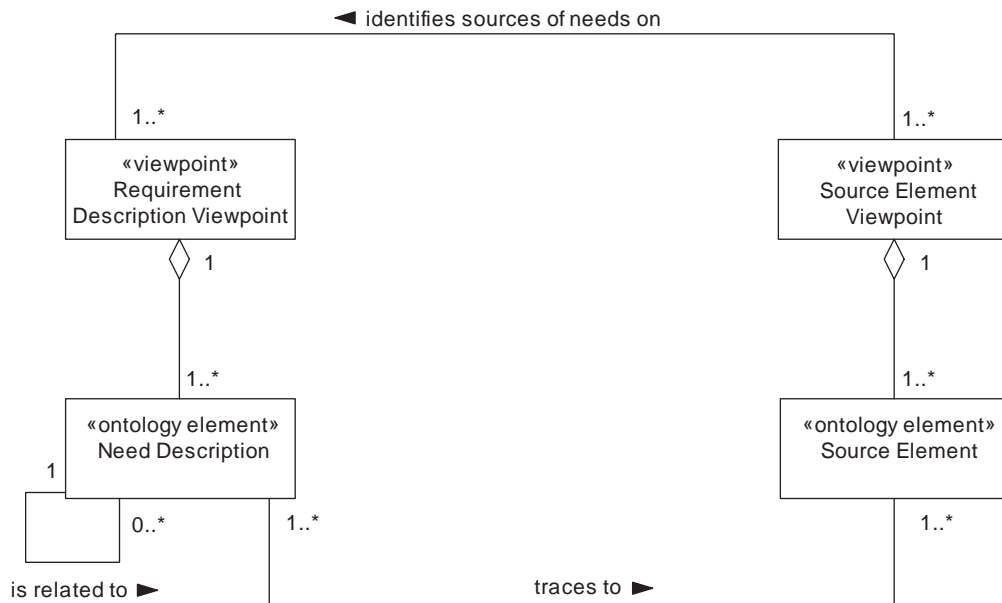 ◄ identifies sources of needs on
1..*
1..*
«viewpoint»
Requirement
Description Viewpoint
«viewpoint»
Source Element
Viewpoint
1
1
1..*
1..*
«ontology element»
Need Description
«ontology element»
Source Element
1
0..*
1..*
1..*
is related to ►
traces to ►